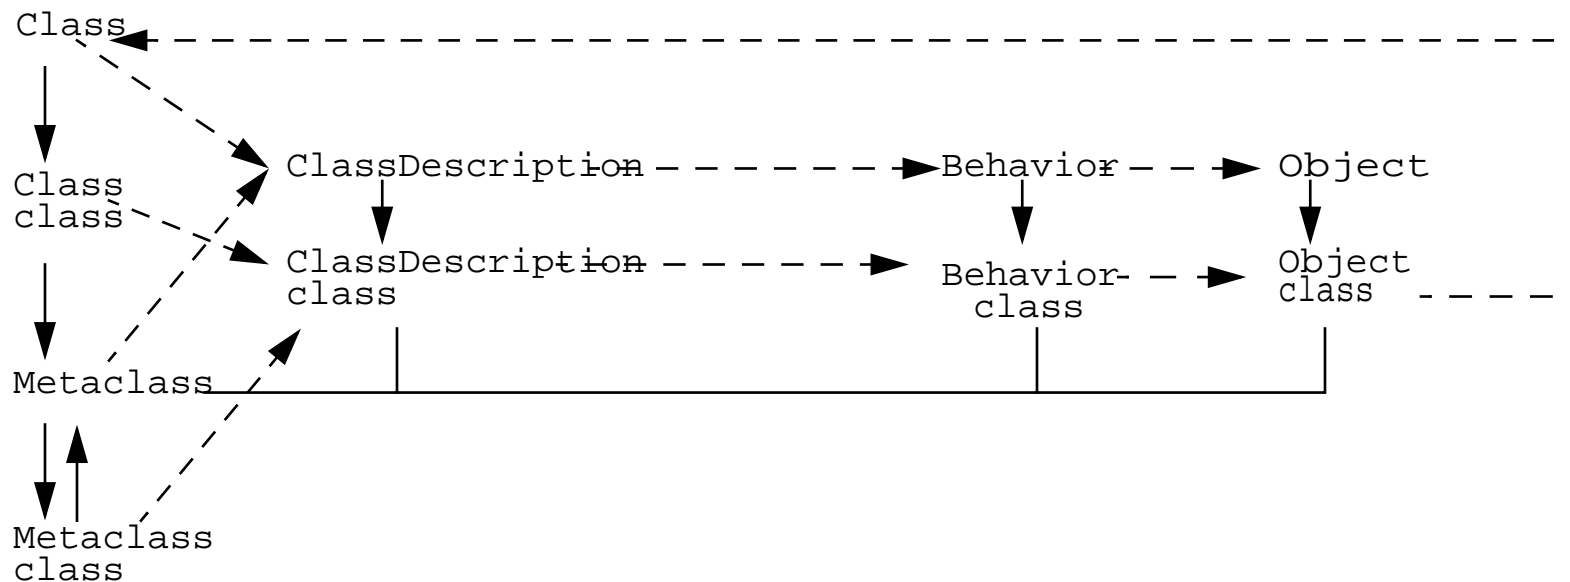 Class
ClassDescription
Behavior
Object
Class
class
ClassDescription
class
Behavior
class
Object
class
Metaclass
Metaclass
class